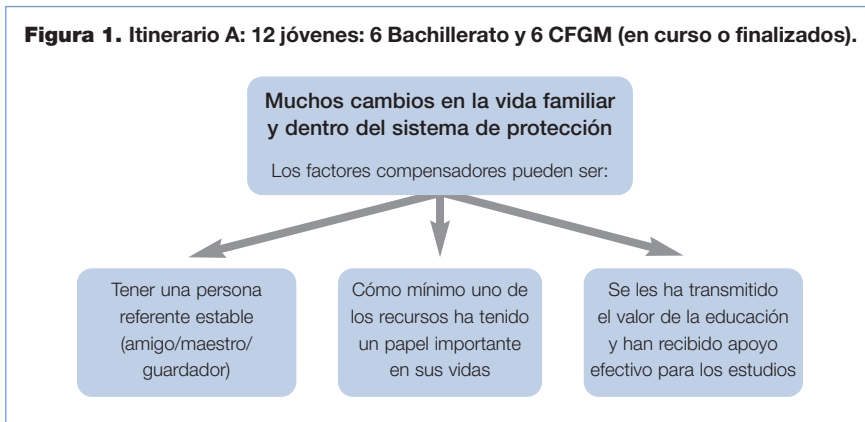 Figura 1. Itinerario A: 12 jóvenes: 6 Bachillerato y 6 CFGM (en curso o finalizados).
Muchos cambios en la vida familiar
y dentro del sistema de protección
Los factores compensadores pueden ser:
Tener una persona
referente estable
(amigo/maestro/
guardador)
Cómo mínimo uno de
los recursos ha tenido
un papel importante
en sus vidas
Se les ha transmitido
el valor de la educación
y han recibido apoyo
efectivo para los estudios